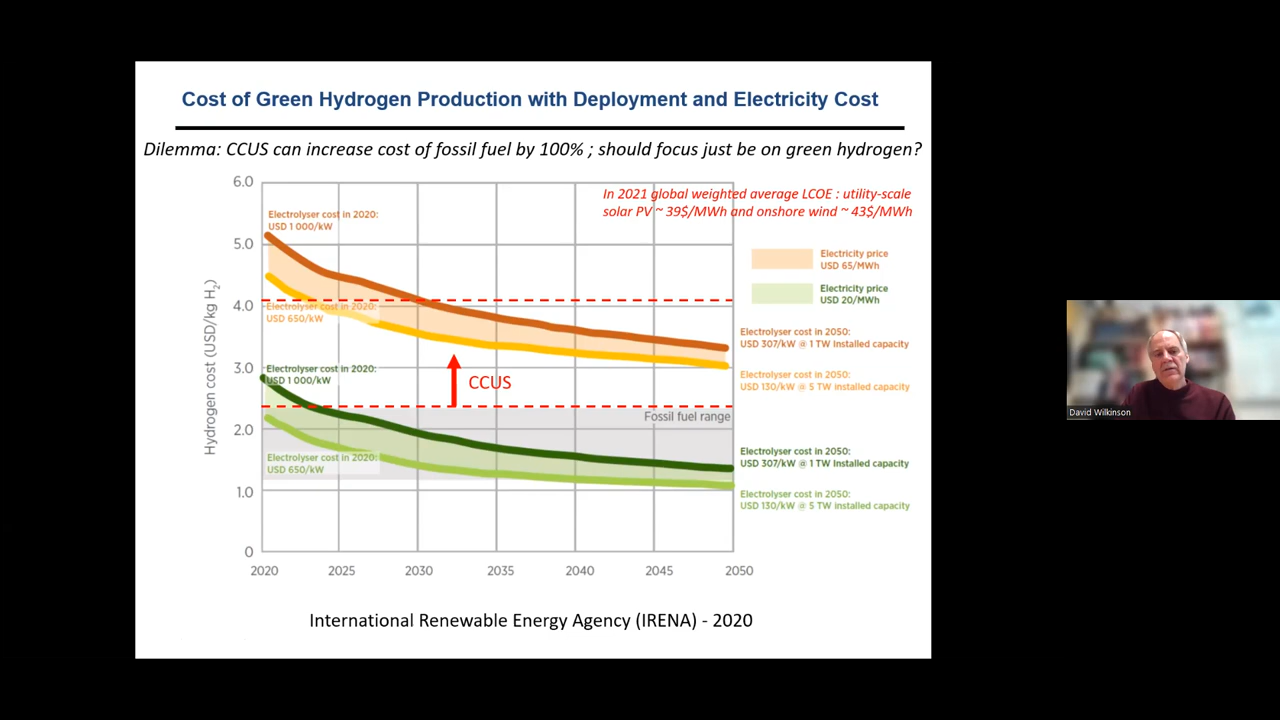 Cost of Green Hydrogen Production with Deployment and Electricity Cost
Dilemma: CCUS can increase cost of fossil fuel by 100% ; should focus just be on green hydrogen?
In 2021 global weighted average LCOE : utility-scale
solar PV ~ 39$/MWh and onshore wind ~ 43$/MWh
Hydrogen cost (USD/kg H2)
6.0
5.0
4.0
3.0
2.0
1.0
0
Electrolyser cost in 2020:
USD 1 000/kW
Electrolyser cost in 2020:
USD 650/kW
Electrolyser cost in 2020:
USD 1 000/kW
Electrolyser cost in 2020:
USD 650/kW
CCUS
Fossil fuel range
Electricity price
USD 65/MWh
Electricity price
USD 20/MWh
Electrolyser cost in 2050:
USD 307/kW @ 1 TW Installed capacity
Electrolyser cost in 2050:
USD 130/kW @ 5 TW installed capacity
Electrolyser cost in 2050:
USD 307/kW @ 1 TW Installed capacity
Electrolyser cost in 2050:
USD 130/kW @ 5 TW installed capacity
2020 2025 2030 2035 2040 2045 2050
International Renewable Energy Agency (IRENA) - 2020
David Wilkinson